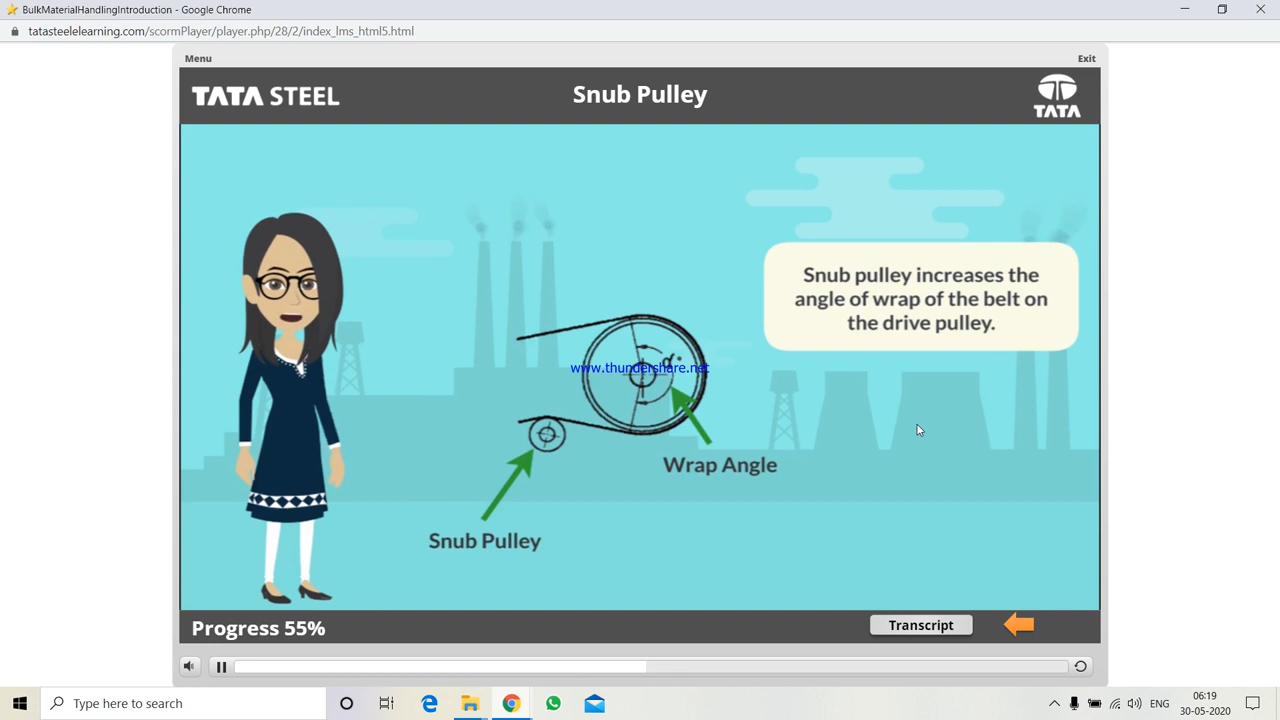 BulkMaterialHandlingIntroduction - Google Chrome
tatasteelelearning.com/scormPlayer/player.php/28/2/index_lms_html5.html
Menu
Exit
TATA STEEL
Snub Pulley
TATA
Snub pulley increases the
angle of wrap of the belt on
the drive pulley.
α°
www.thundershare.net
Wrap Angle
Snub Pulley
Progress 55%
Transcript
Type here to search
ENG
06:19
30-05-2020